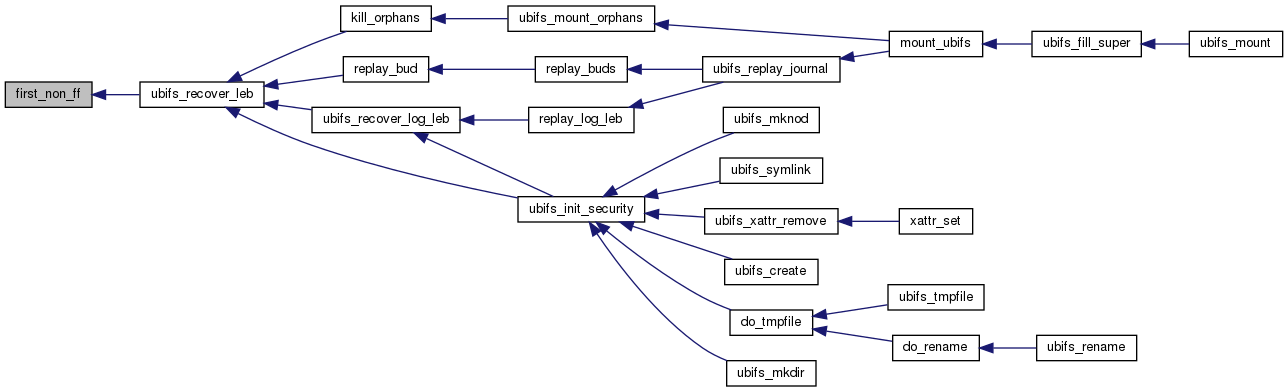 kill_orphans
ubifs_mount_orphans
mount_ubifs
ubifs_fill_super
ubifs_mount
first_non_ff
ubifs_recover_leb
replay_bud
replay_buds
ubifs_replay_journal
ubifs_recover_log_leb
replay_log_leb
ubifs_mknod
ubifs_symlink
ubifs_init_security
ubifs_xattr_remove
xattr_set
ubifs_create
ubifs_tmpfile
do_tmpfile
do_rename
ubifs_rename
ubifs_mkdir